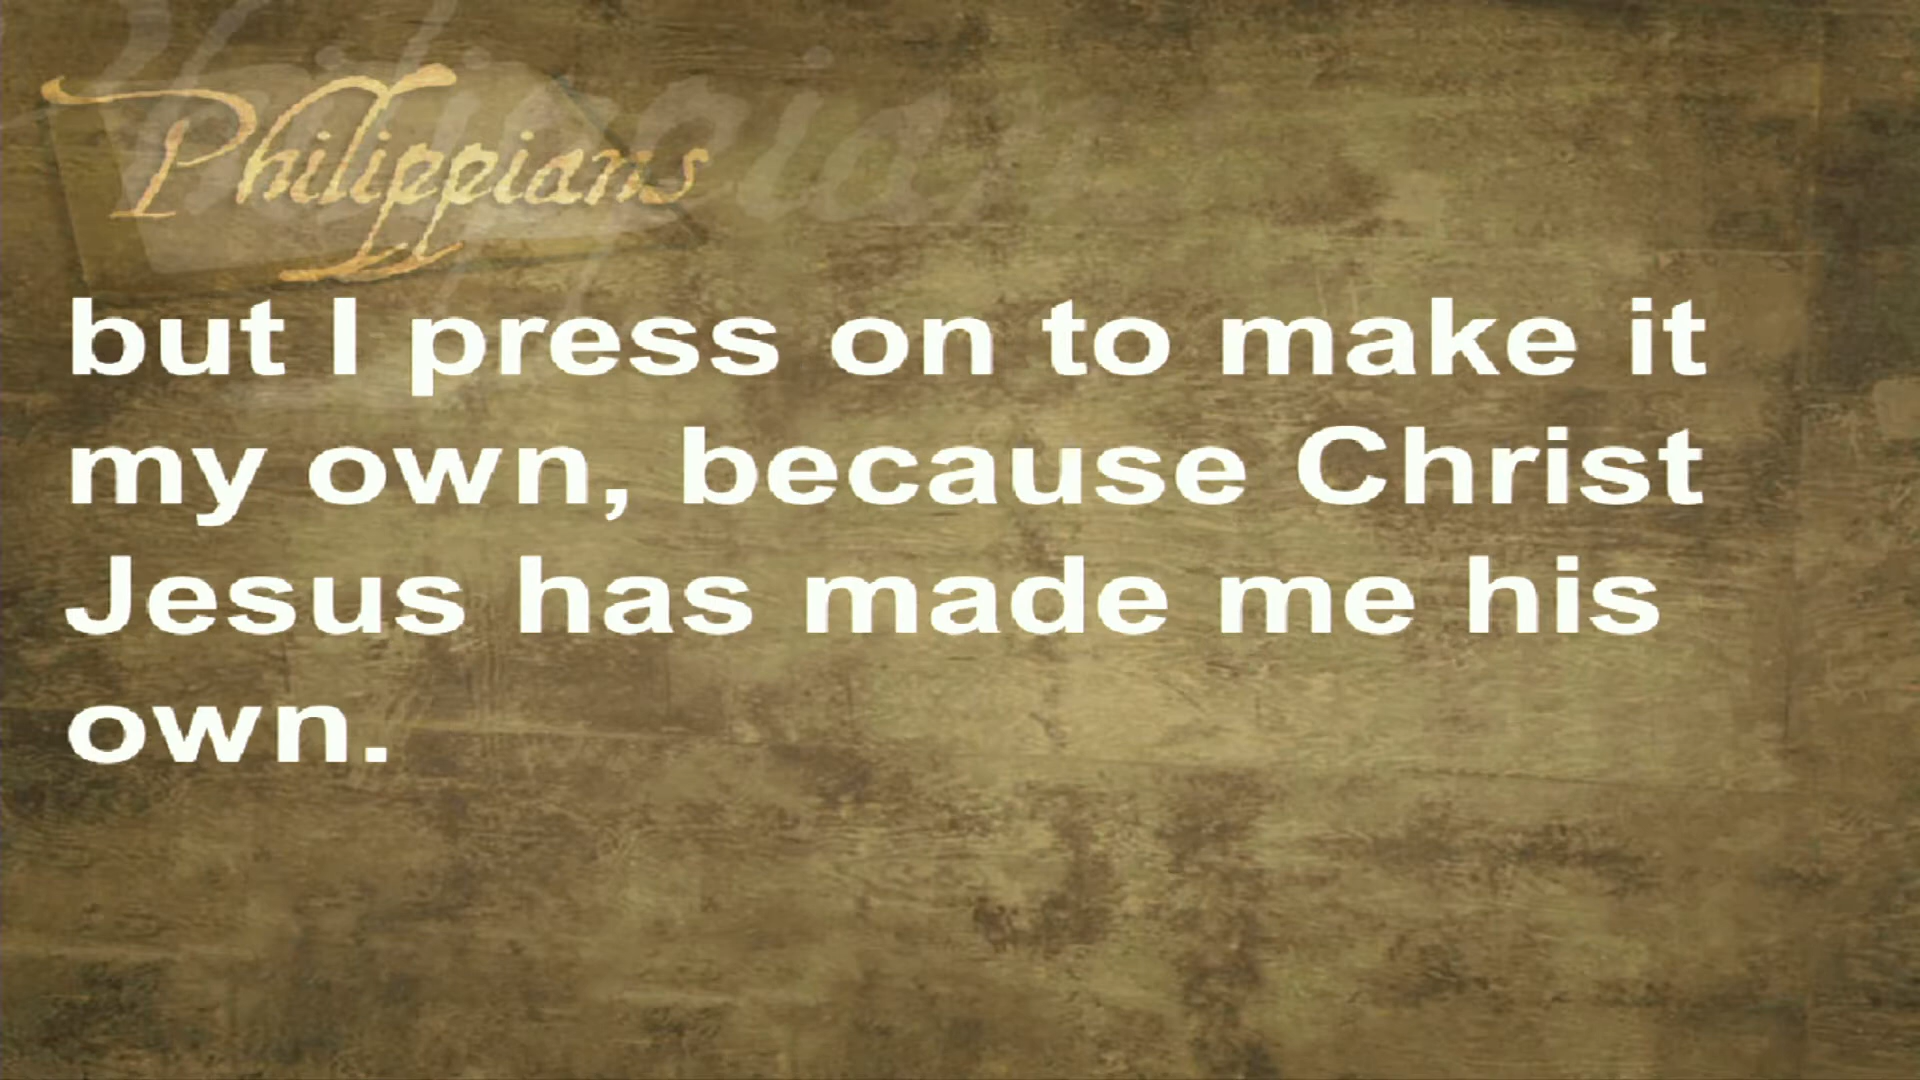 Philippians
but I press on to make it
my own, because Christ
Jesus has made me his
own.